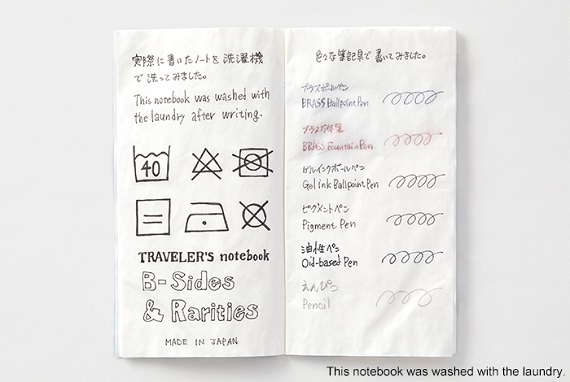 実際に書いたノートを洗濯機
で洗ってみました。
This notebook was washed with
the laundry after writing.
40
TRAVELER'S notebook
B-Sides
& Rarities
MADE IN JAPAN
色々な筆記具で書いてみました。
ブラスボールペン
BRASS Ballpoint Pen
ブラス万年筆
BRASS Fountain Pen
ゲルインクボールペン
Gel ink Ballpoint Pen
ピグメントペン
Pigment Pen
油性ペン
Oil-based Pen
えんぴつ
Pencil
This notebook was washed with the laundry.